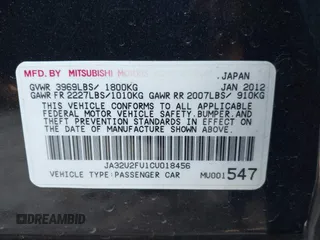 MFD. BY MITSUBISHI MOTORS JAPAN
GVWR 3969LBS/ 1800KG JAN 2012
GAWR FR 2227LBS/1010KG GAWR RR 2007LBS/ 910KG
THIS VEHICLE CONFORMS TO ALL APPLICABLE
FEDERAL MOTOR VEHICLE SAFETY,BUMPER,AND
THEFT PREVENTION STANDARDS IN EFFECT ON
THE DATE OF MANUFACTURE SHOWN ABOVE.
JA32U2FU1CU018456
VEHICLE TYPE:PASSENGER CAR MU001547
DREAMBID